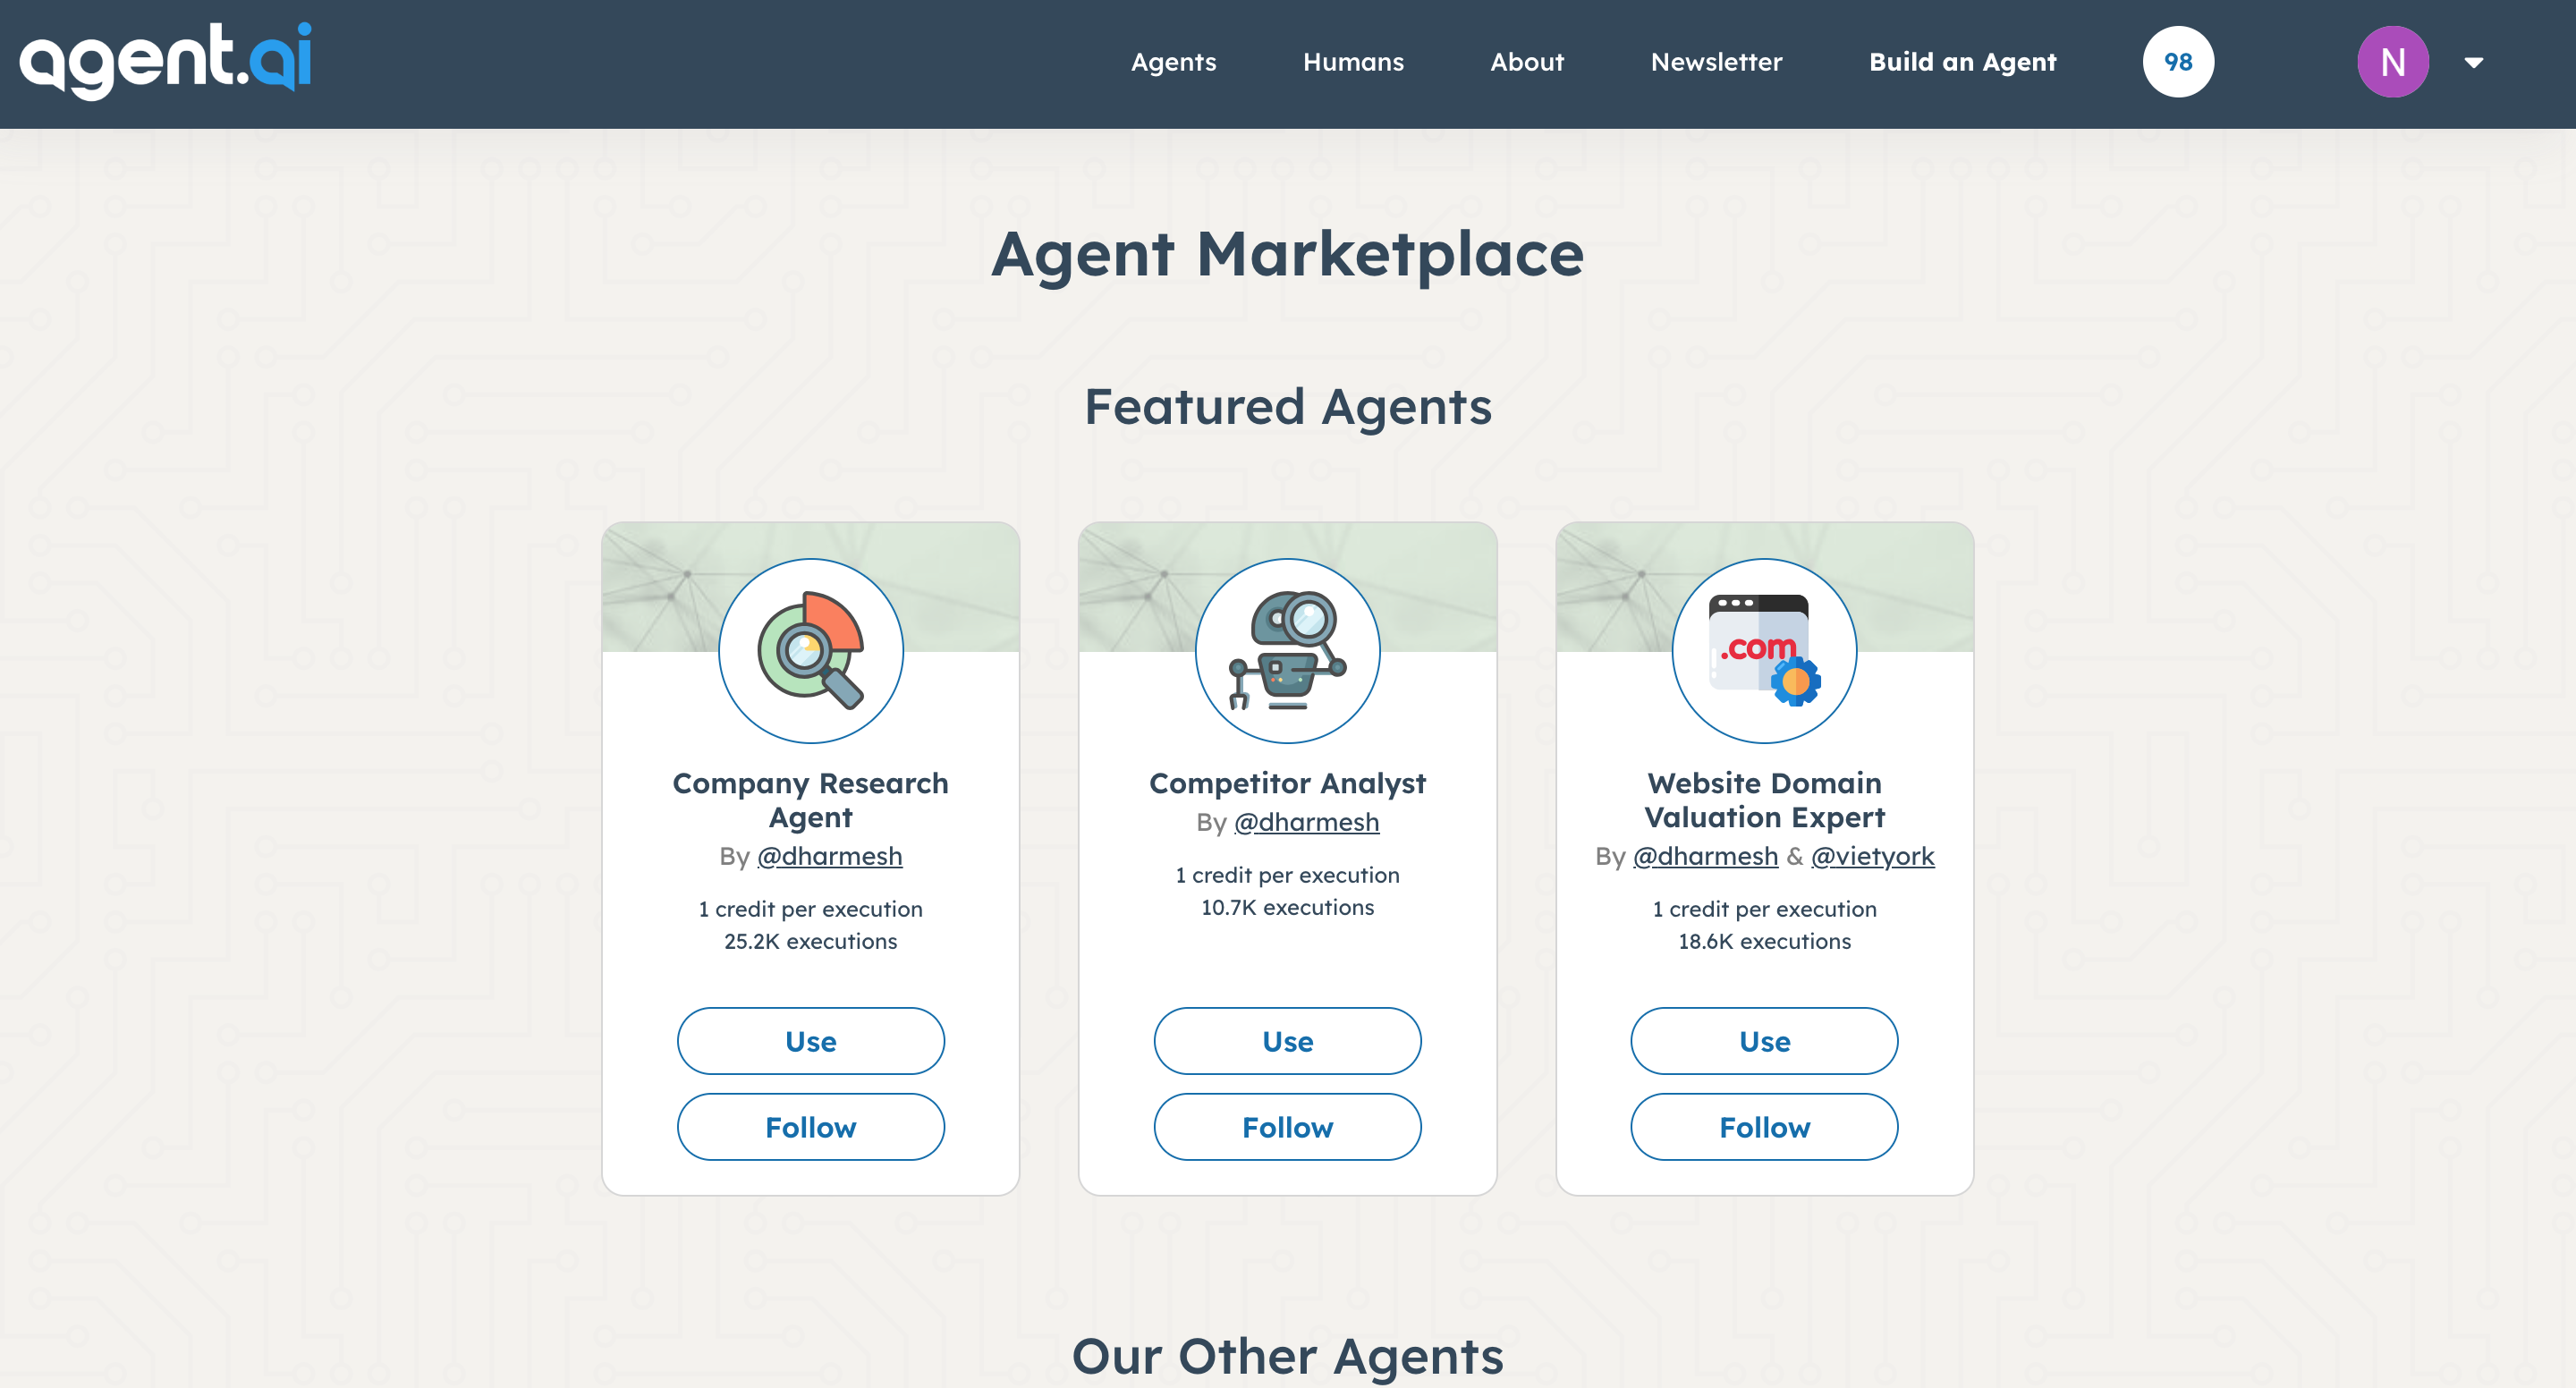 agent.ai
Agents Humans About Newsletter Build an Agent 98 N
Agent Marketplace
Featured Agents
.com
Company Research
Agent
By @dharmesh
1 credit per execution
25.2K executions
Use
Follow
Competitor Analyst
By @dharmesh
1 credit per execution
10.7K executions
Use
Follow
Website Domain
Valuation Expert
By @dharmesh & @vietyork
1 credit per execution
18.6K executions
Use
Follow
Our Other Agents